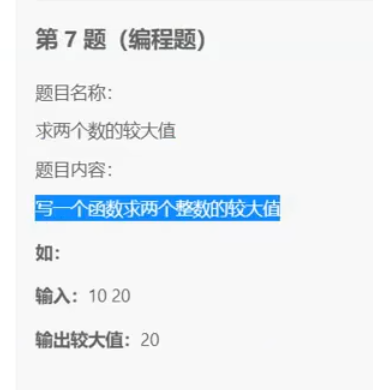 第 7 题（编程题）
题目名称：
求两个数的较大值
题目内容：
写一个函数求两个整数的较大值
如：
输入：10 20
输出较大值：20